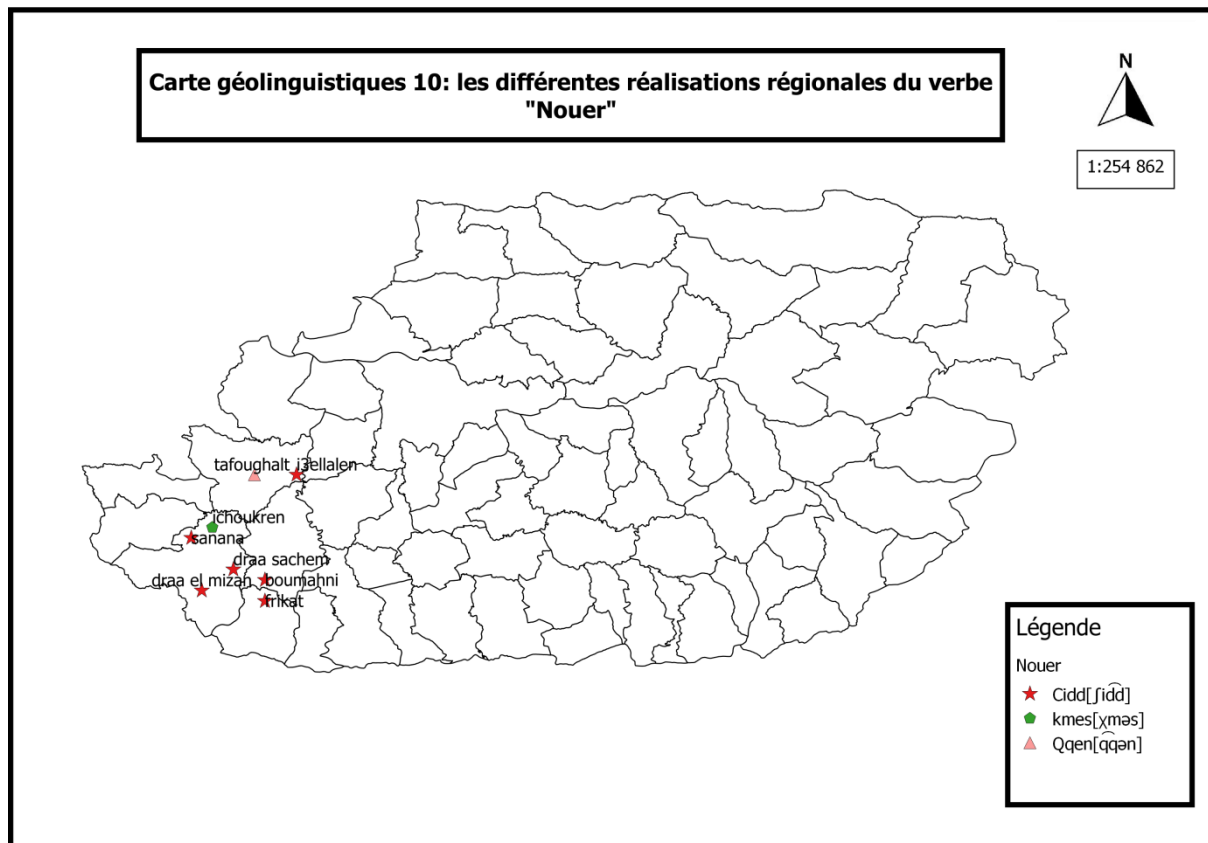 Carte géolinguistiques 10: les différentes réalisations régionales du verbe
"Nouer"
N
1:254 862
tafoughalt i3ellalen
ichoukren
sanana
draa sachem
draa el mizan boumahni
frikat
Légende
Nouer
Cidd[ʃid͡d]
kmes[χməs]
Qqen[q͡qən]